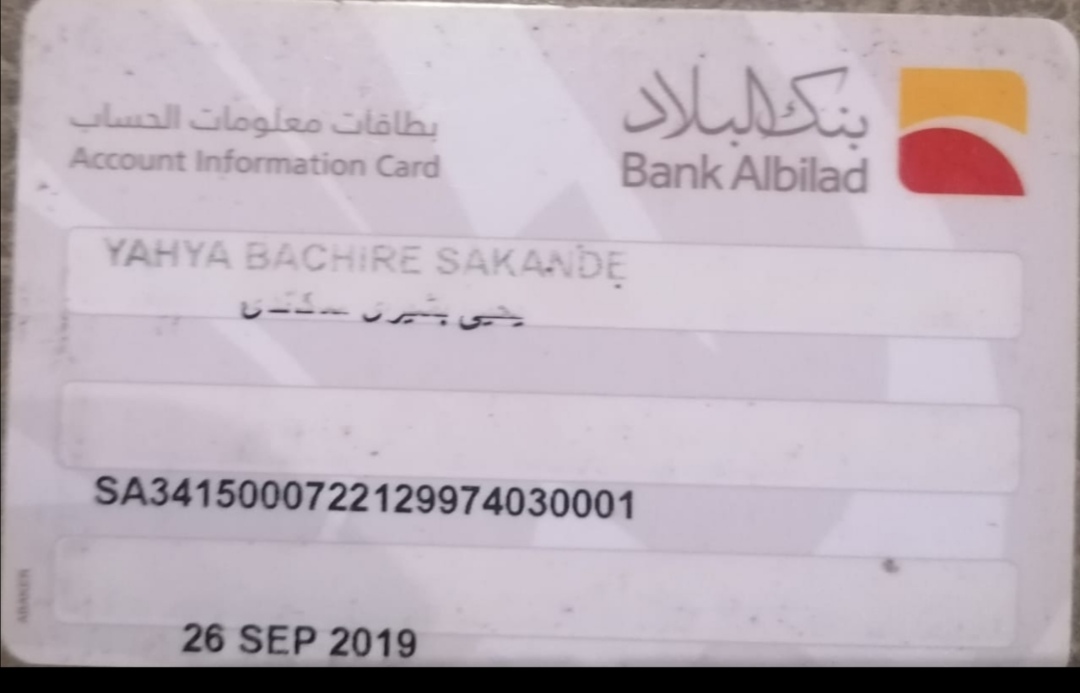 بنك البلاد
Bank Albilad
بطاقات معلومات الحساب
Account Information Card
YAHYA BACHIRE SAKANDE
يحيى بشيري سكندي
SA3415000722129974030001
26 SEP 2019